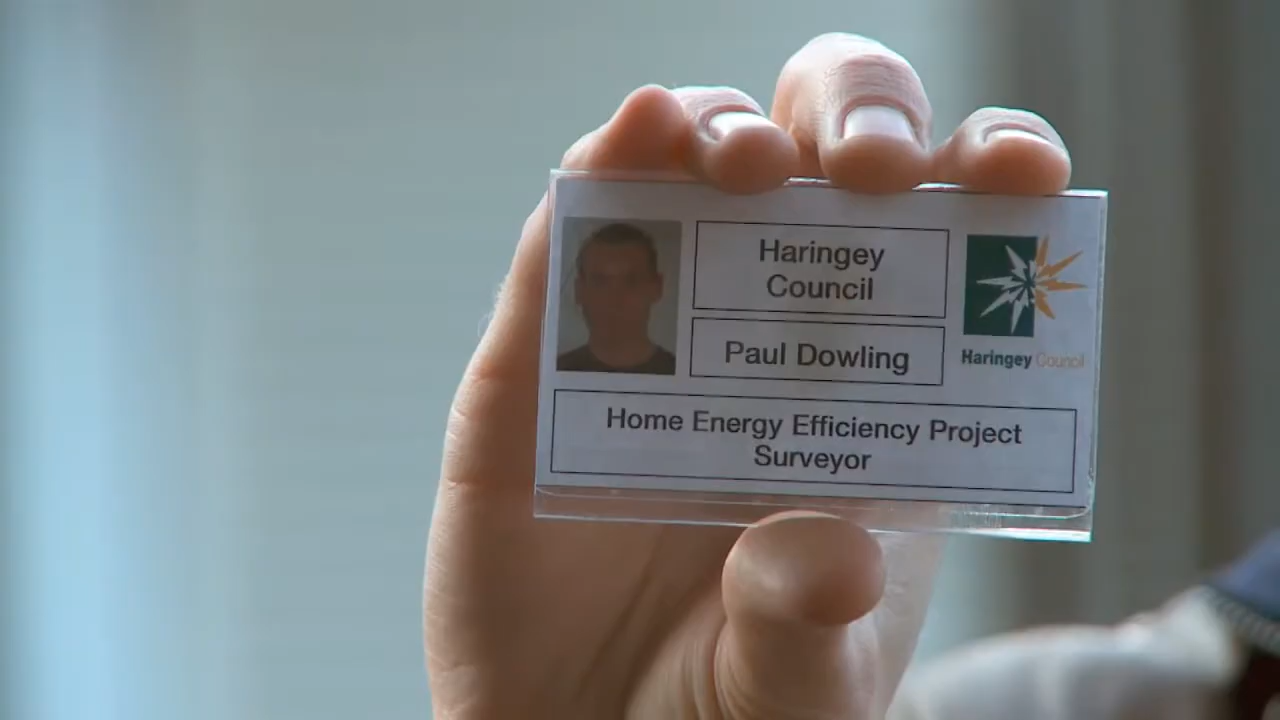 Haringey
Council
Paul Dowling
Haringey Council
Home Energy Efficiency Project
Surveyor